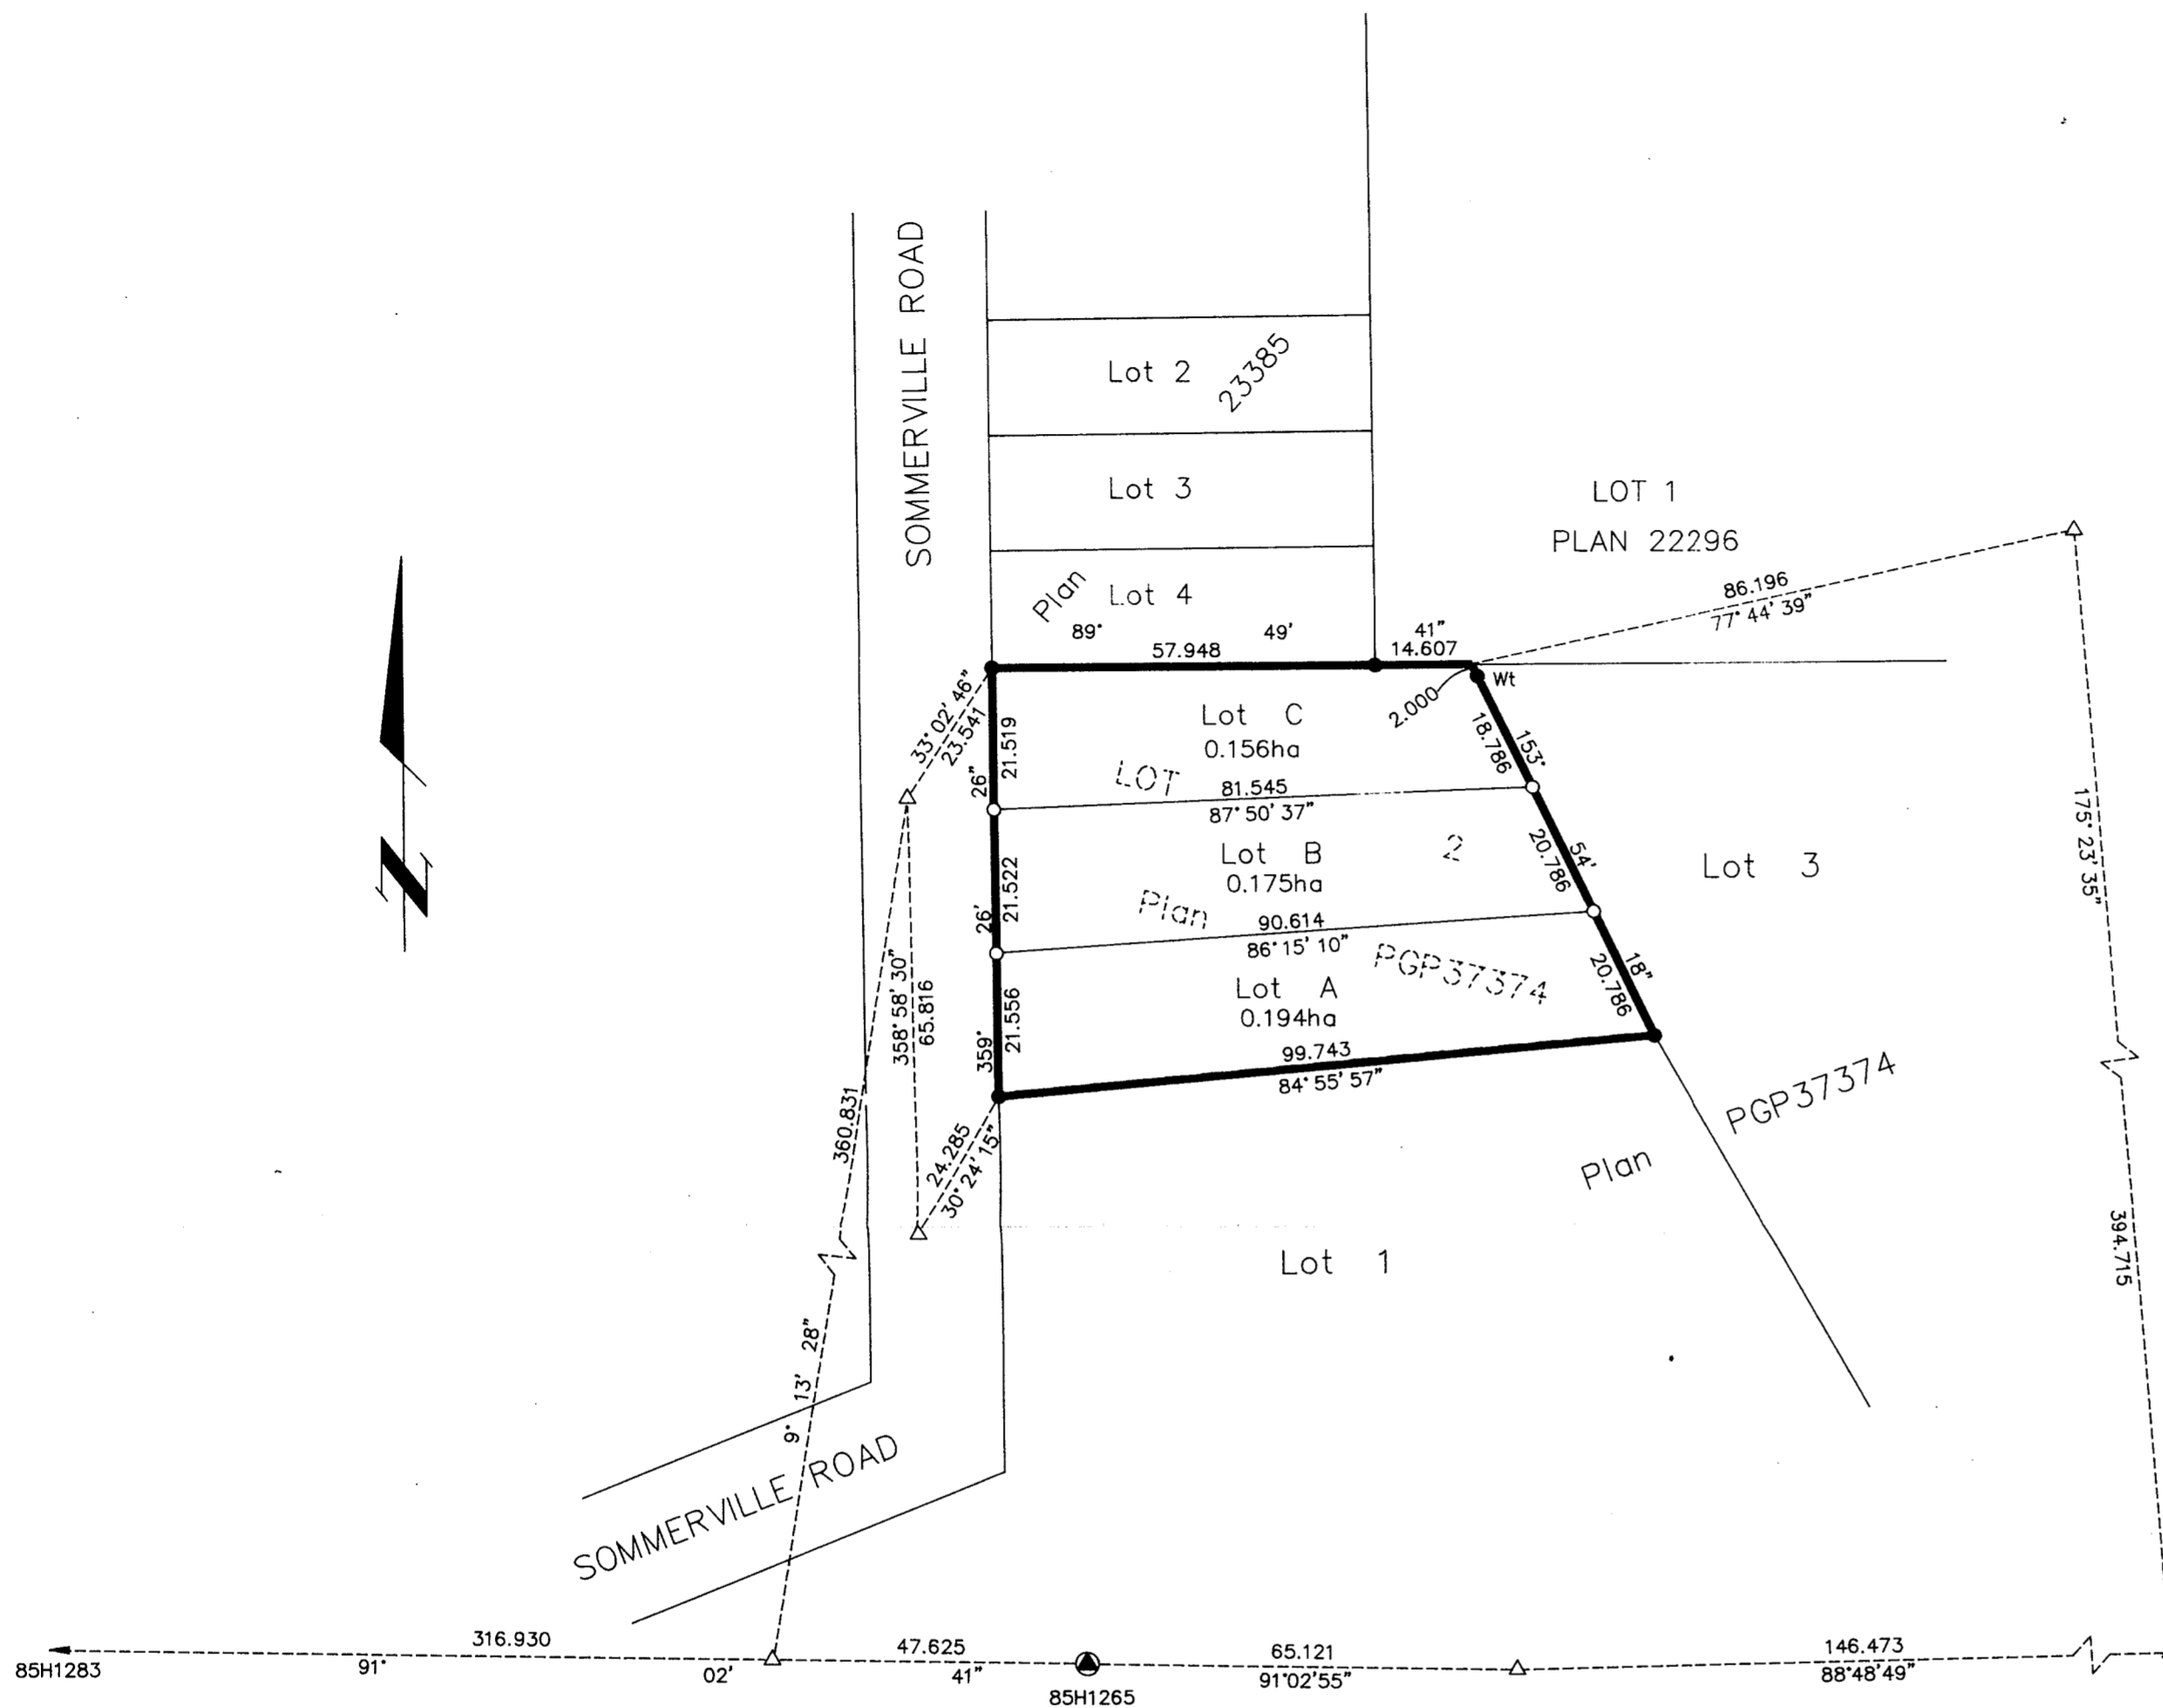 SOMMERVILLE ROAD
Lot 2
23385
Lot 3
LOT 1
PLAN 22296
Plan
Lot 4
86.196
77°44'39"
89° 49' 41"
57.948
14.607
Wt
2.000
33°02'46"
23.541
Lot C
0.156ha
21.519
26"
18.786
153°
LOT
81.545
87°50'37"
Lot B
0.175ha
2
21.522
26'
20.786
54'
Lot 3
175°23'35"
Plan
90.614
86°15'10"
PGP37374
Lot A
0.194ha
21.556
359°
20.786
18"
358°58'30"
65.816
99.743
84°55'57"
360.831
24.285
30°24'15"
PGP37374
Plan
Lot 1
394.715
9° 13' 28"
SOMMERVILLE ROAD
N
316.930
47.625
65.121
146.473
85H1283
91° 02' 41"
91°02'55"
88°48'49"
85H1265